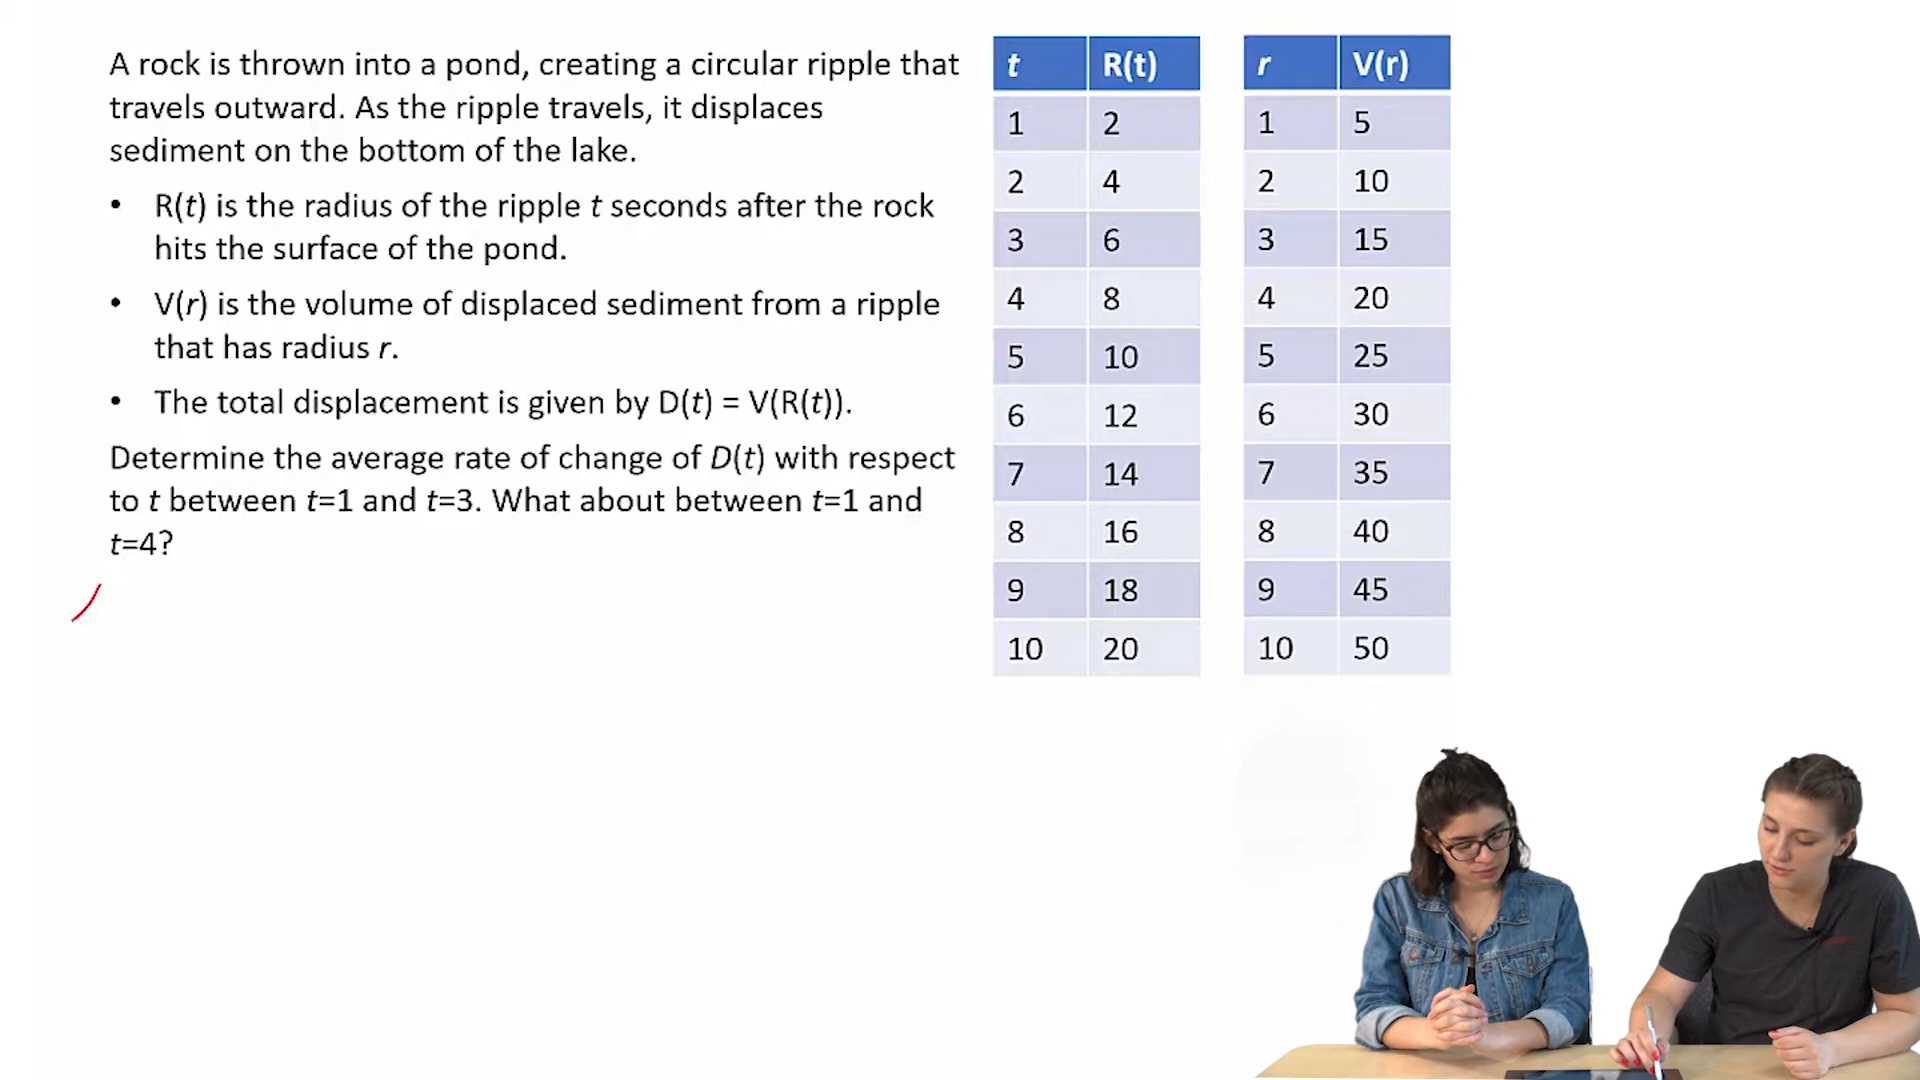 A rock is thrown into a pond, creating a circular ripple that
travels outward. As the ripple travels, it displaces
sediment on the bottom of the lake.
• R(t) is the radius of the ripple t seconds after the rock
hits the surface of the pond.
• V(r) is the volume of displaced sediment from a ripple
that has radius r.
• The total displacement is given by D(t) = V(R(t)).
Determine the average rate of change of D(t) with respect
to t between t=1 and t=3. What about between t=1 and
t=4?
t R(t)
1 2
2 4
3 6
4 8
5 10
6 12
7 14
8 16
9 18
10 20
r V(r)
1 5
2 10
3 15
4 20
5 25
6 30
7 35
8 40
9 45
10 50